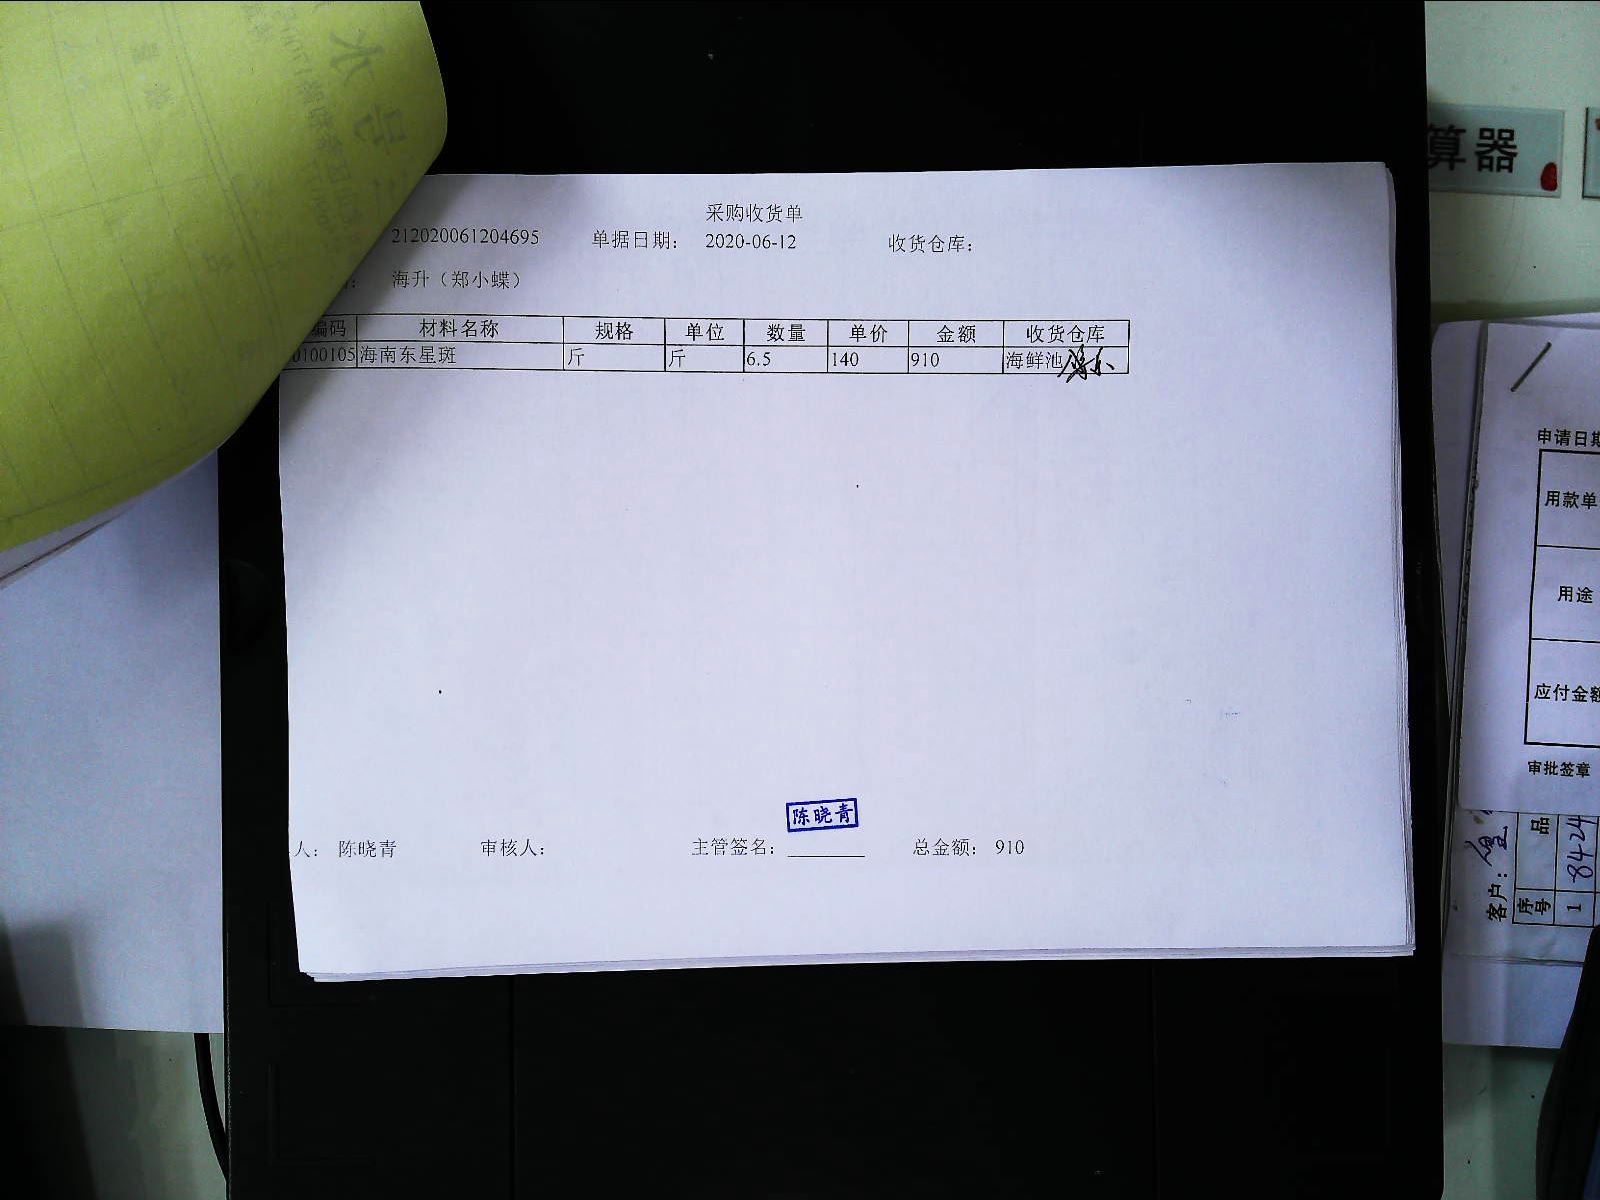 采购收货单
212020061204695 单据日期： 2020-06-12 收货仓库：
海升（郑小蝶）
编码 材料名称 规格 单位 数量 单价 金额 收货仓库
0100105 海南东星斑 斤 斤 6.5 140 910 海鲜池
陈晓青
人： 陈晓青 审核人： 主管签名： 总金额： 910
算器
申请日期
用款单
用途
应付金额
审批签章
客户：
序号 品
1 8424